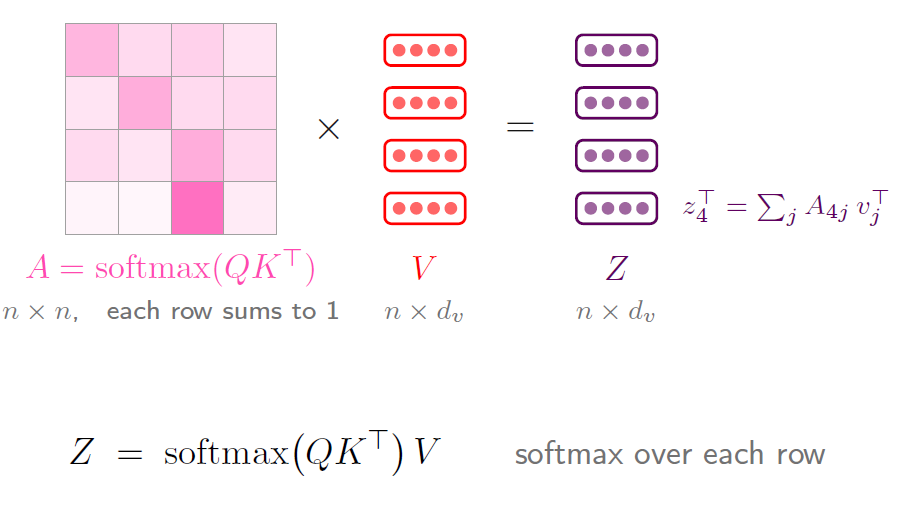 × =
z₄^⊤ = ∑_j A_{4j} v_j^⊤
A = softmax(QK^⊤) V Z
n × n, each row sums to 1 n × d_v n × d_v
Z = softmax(QK^⊤) V softmax over each row